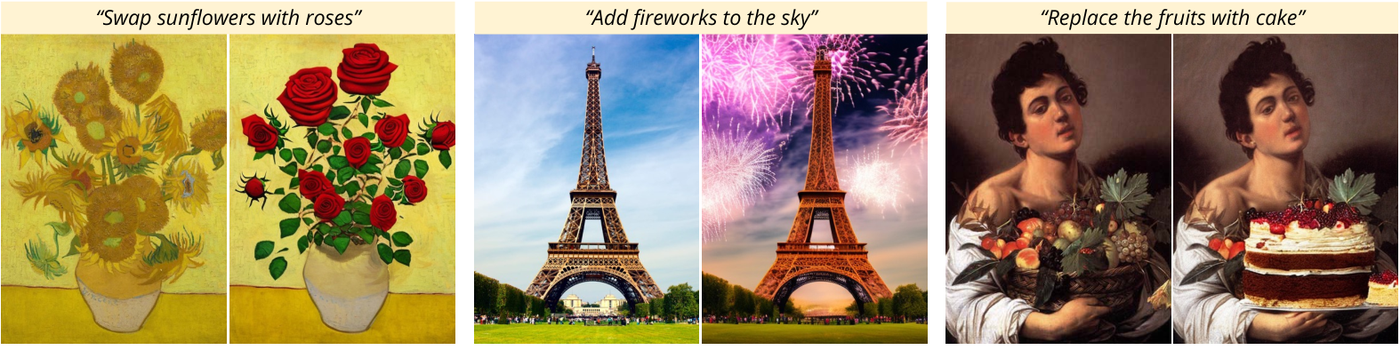 “Swap sunflowers with roses”
“Add fireworks to the sky”
“Replace the fruits with cake”